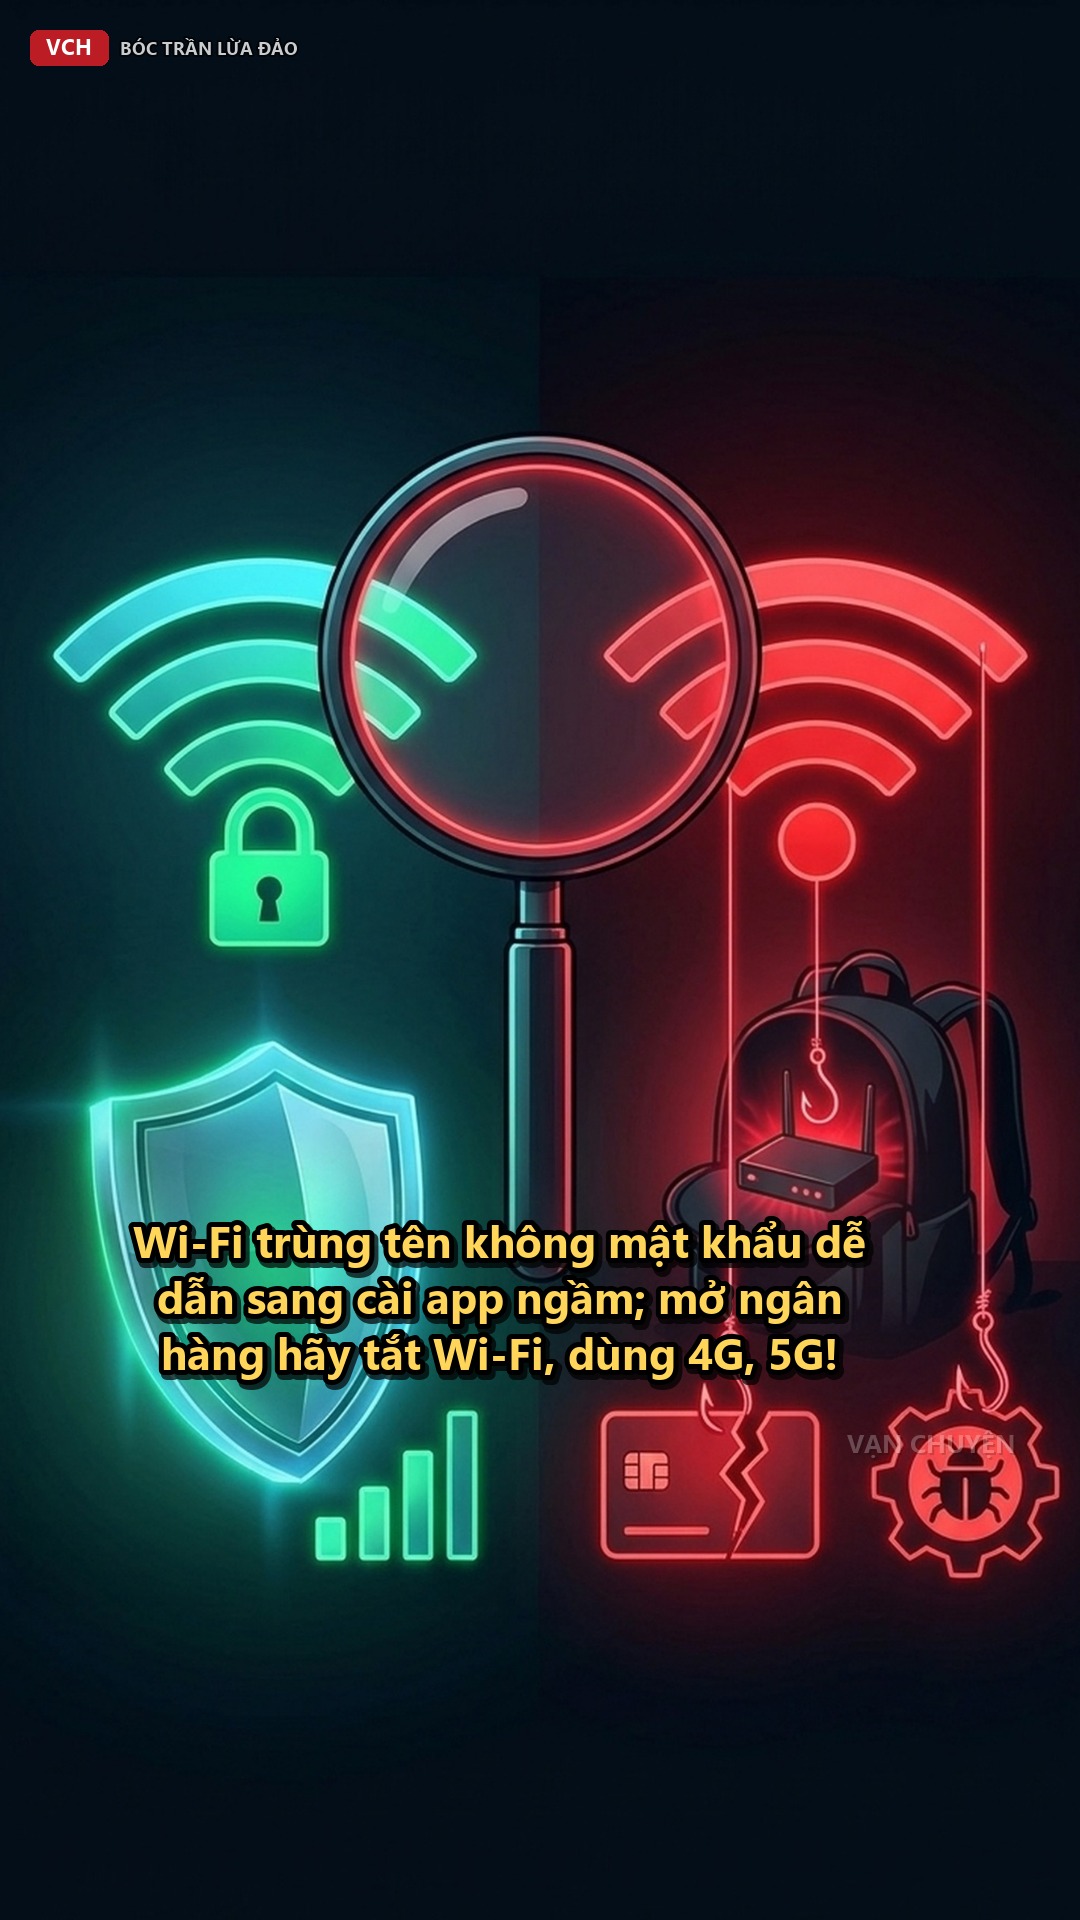 VCH BÓC TRẦN LỪA ĐẢO
Wi-Fi trùng tên không mật khẩu dễ
dẫn sang cài app ngầm; mở ngân
hàng hãy tắt Wi-Fi, dùng 4G, 5G!
VẠN CHUYỆN